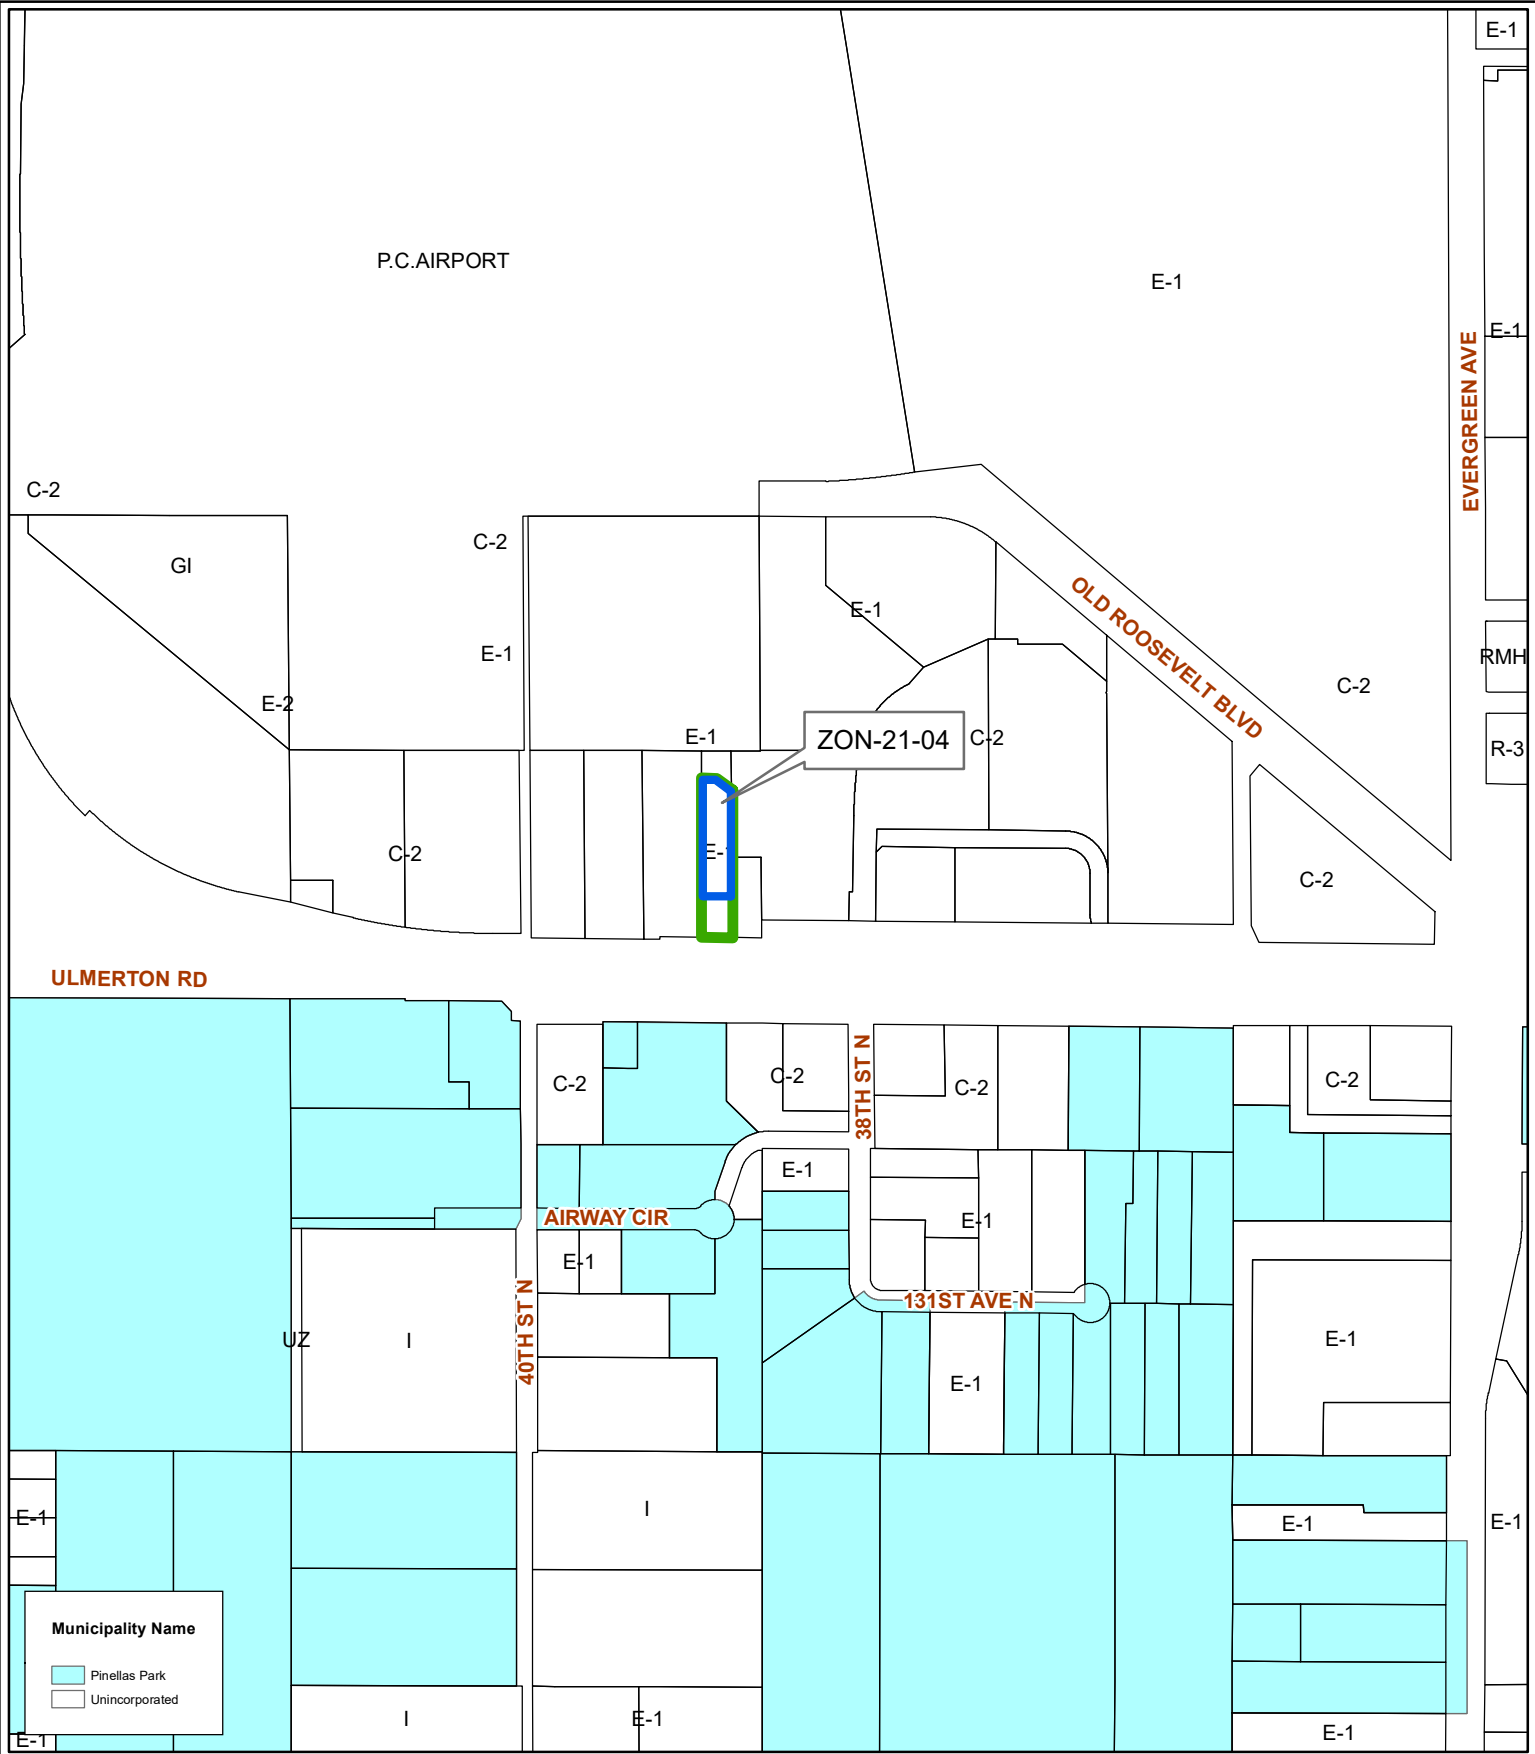 E-1
P.C.AIRPORT
E-1
E-1
EVERGREEN AVE
C-2
C-2
GI
OLD ROOSEVELT BLVD
E-1
E-1
RMH
C-2
E-2
E-1
ZON-21-04
C-2
R-3
C-2
E-1
C-2
ULMERTON RD
C-2
C-2
38TH ST N
C-2
C-2
E-1
AIRWAY CIR
E-1
E-1
131ST AVE N
40TH ST N
UZ
I
E-1
E-1
I
E-1
E-1
E-1
Municipality Name
Pinellas Park
Unincorporated
E-1
I
E-1
E-1